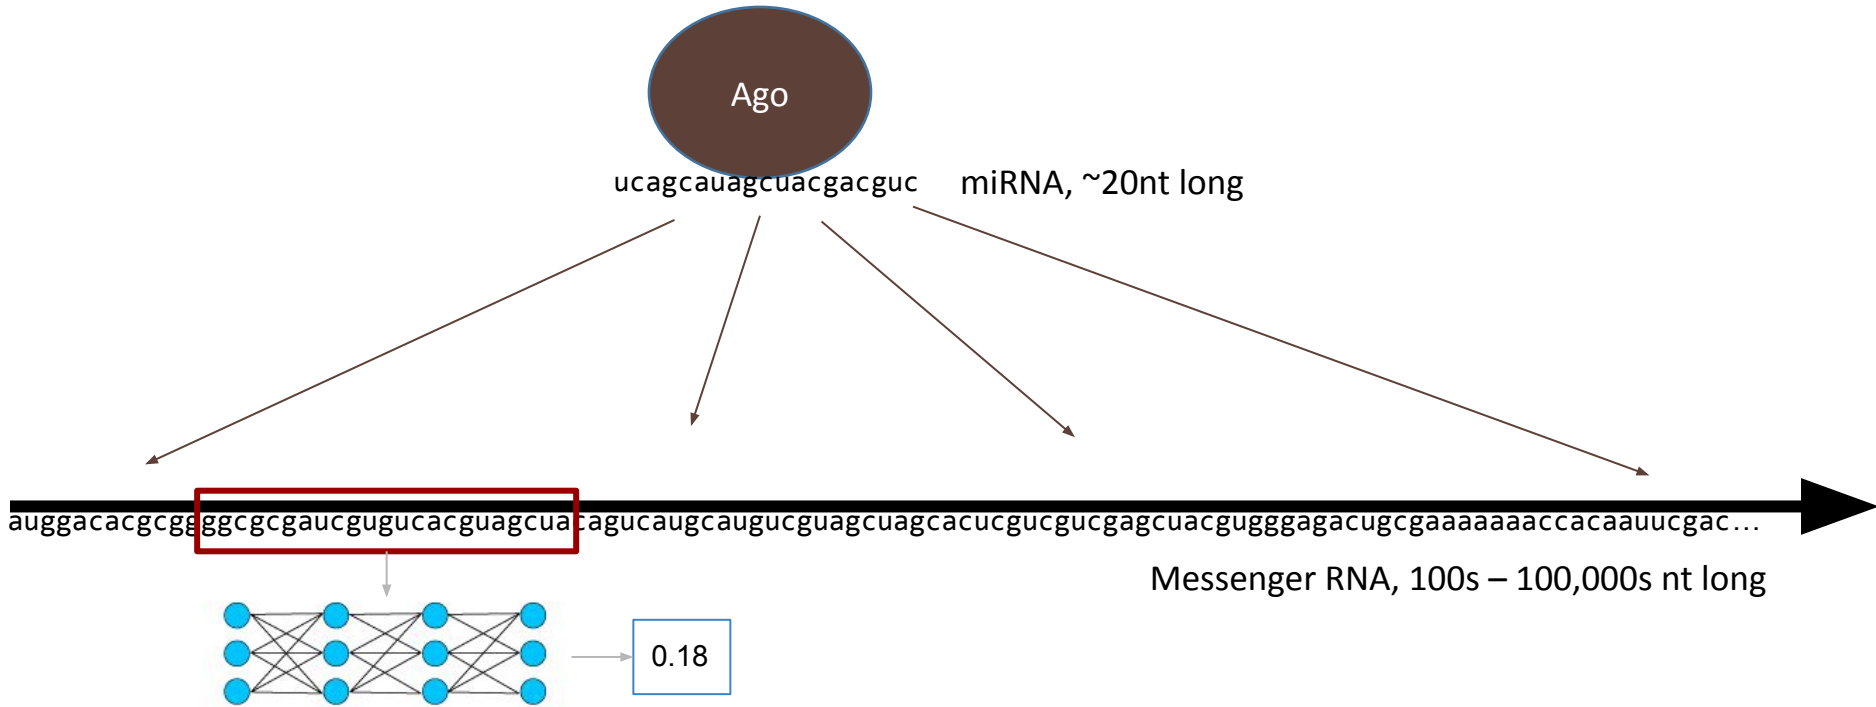 Ago
ucagcauagcuacgacguc
miRNA, ~20nt long
auggacacgcggggcgcgaucgugucacguagcuacagucaugcaugucguagcuagcacucgucgucgagcuacgugggagacugcgaaaaaaaccacaauucgac...
Messenger RNA, 100s – 100,000s nt long
0.18